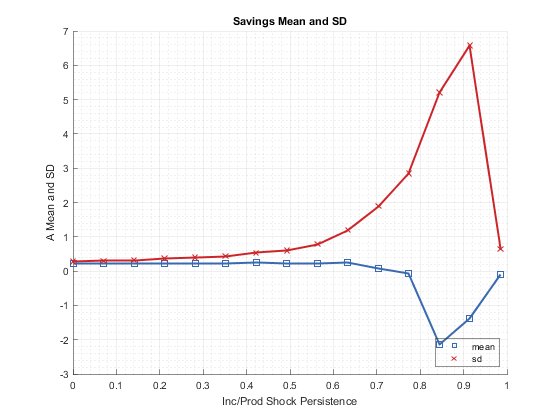 Savings Mean and SD
A Mean and SD
7
6
5
4
3
2
1
0
-1
-2
-3
mean
sd
0 0.1 0.2 0.3 0.4 0.5 0.6 0.7 0.8 0.9 1
Inc/Prod Shock Persistence